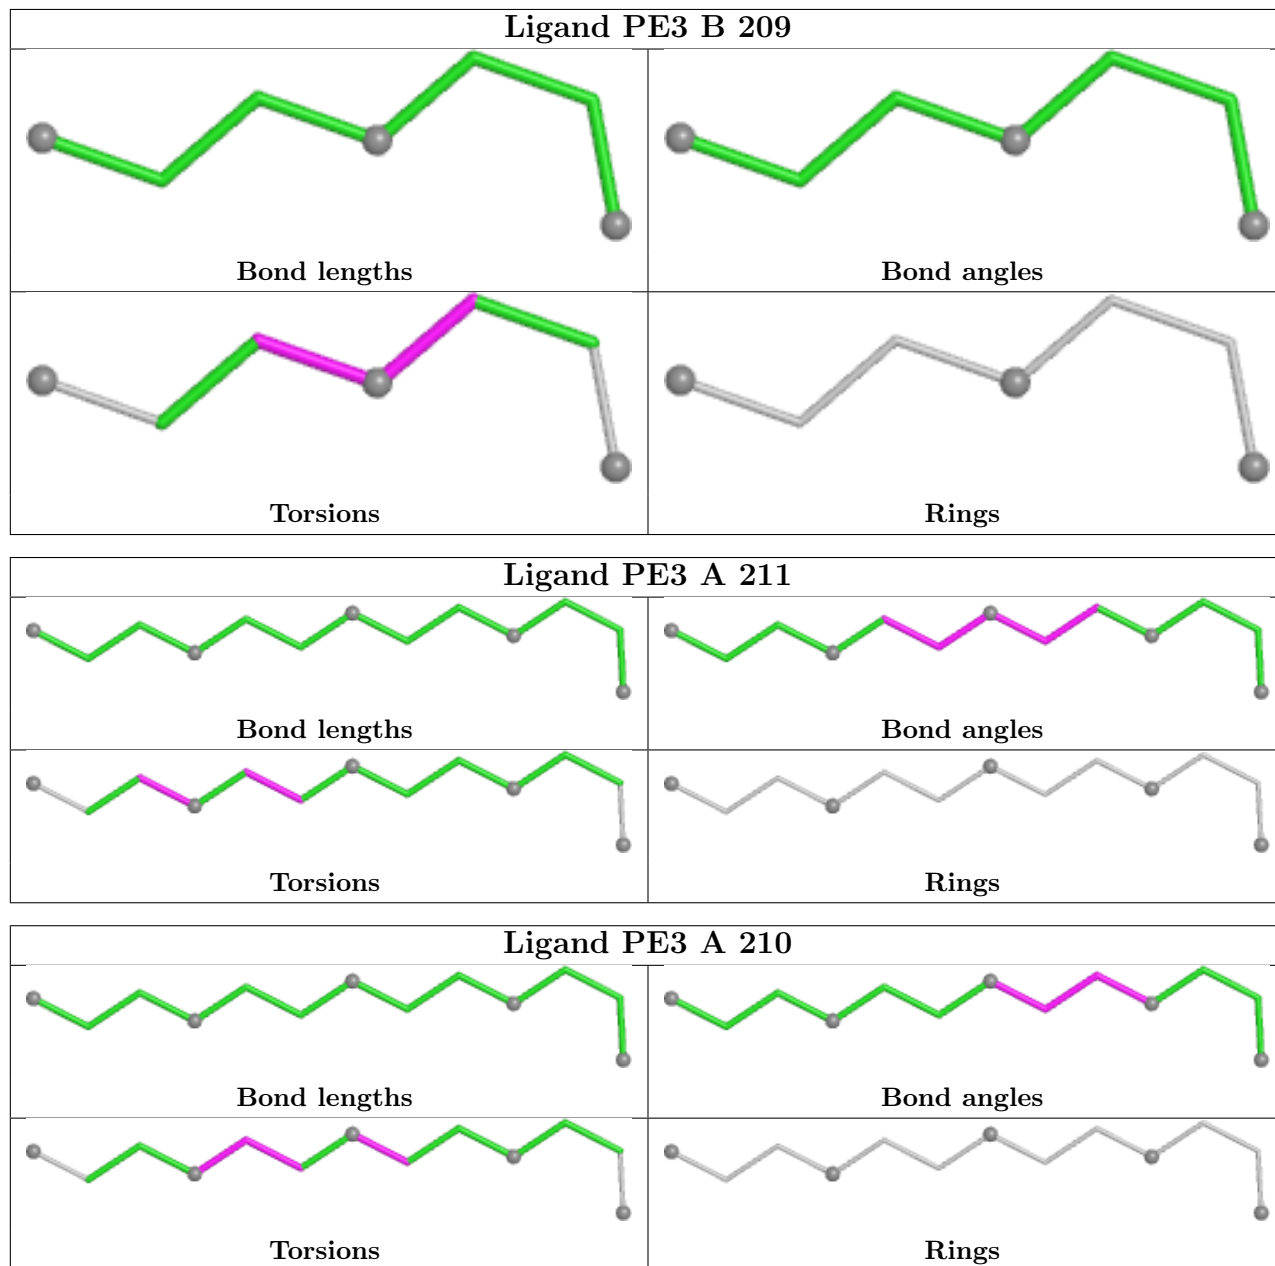 Ligand PE3 B 209
Bond lengths Bond angles
Torsions Rings
Ligand PE3 A 211
Bond lengths Bond angles
Torsions Rings
Ligand PE3 A 210
Bond lengths Bond angles
Torsions Rings